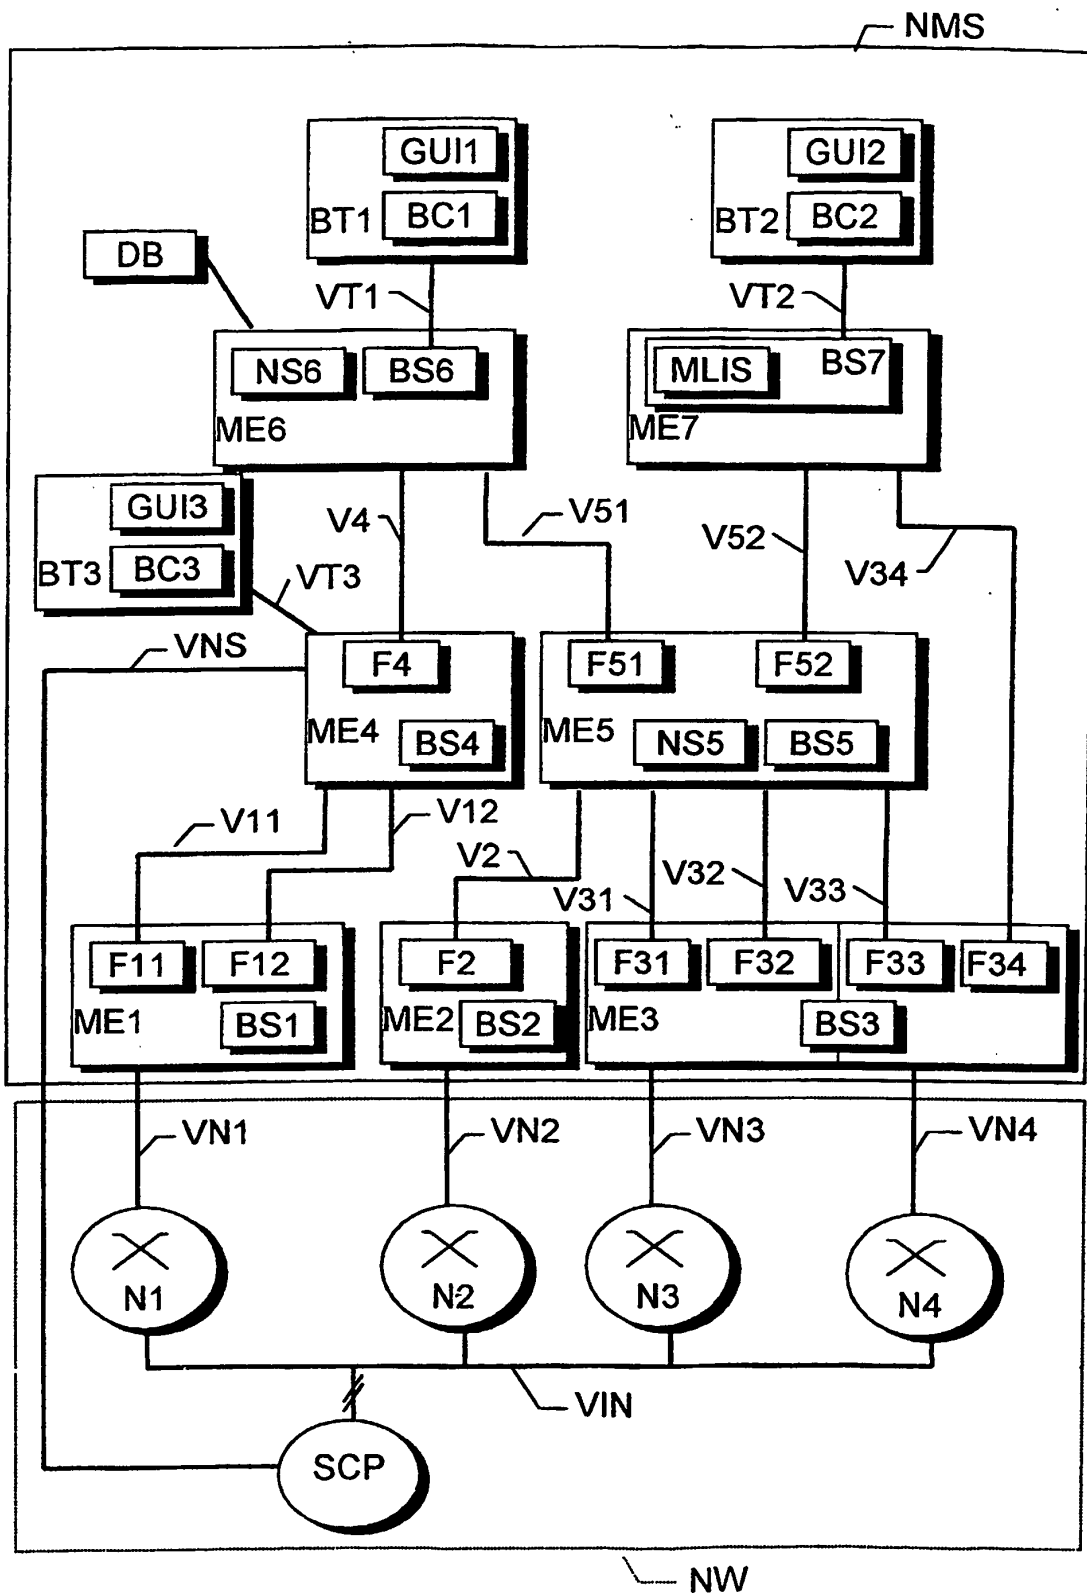 NMS
GUI1
GUI2
BT1
BC1
BT2
BC2
DB
VT1
VT2
NS6
BS6
MLIS
BS7
ME6
ME7
GUI3
V4
V51
V52
V34
BT3
BC3
VT3
VNS
F4
F51
F52
ME4
BS4
ME5
NS5
BS5
V11
V12
V2
V31
V32
V33
F11
F12
F2
F31
F32
F33
F34
ME1
BS1
ME2
BS2
ME3
BS3
VN1
VN2
VN3
VN4
N1
N2
N3
N4
VIN
SCP
NW